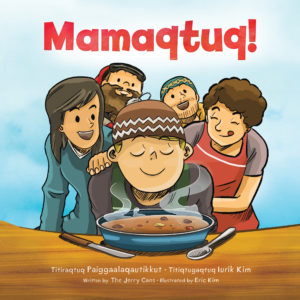 Mamaqtuq!
Titiraqtuq Paiggaalaqautikkut · Titiqtugaqtuq Iurik Kim
Written by The Jerry Cans · Illustrated by Eric Kim